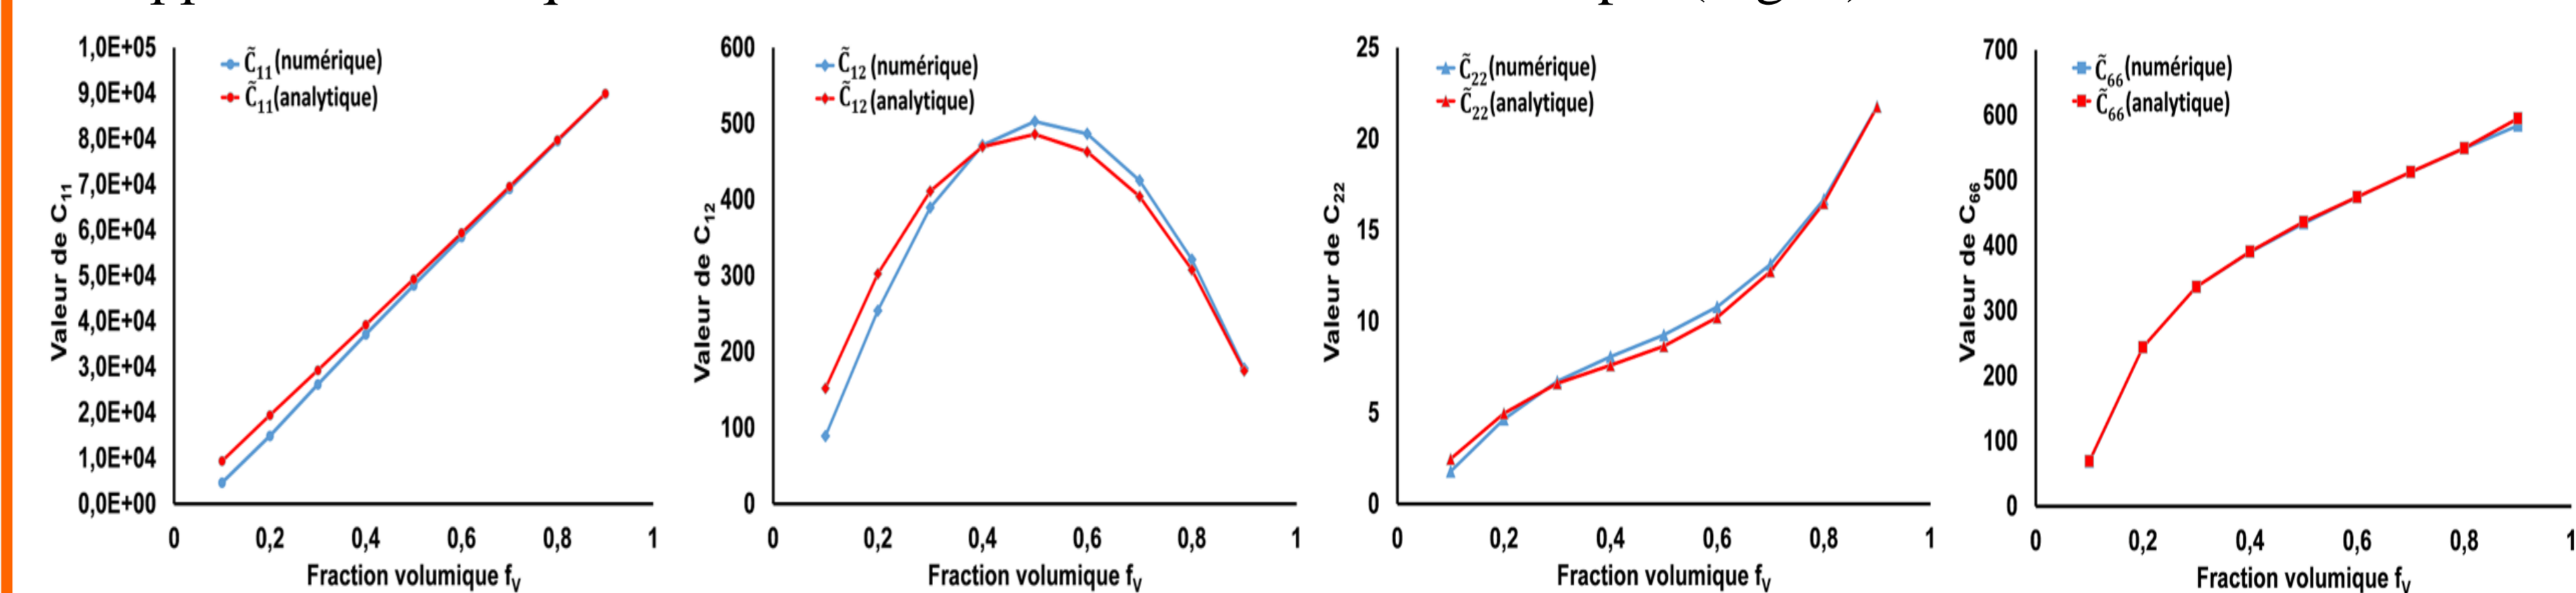 1,0E+05
9,0E+04
8,0E+04
7,0E+04
6,0E+04
5,0E+04
4,0E+04
3,0E+04
2,0E+04
1,0E+04
0,0E+00
Valeur de C₁₁
C̃₁₁(numérique)
C̃₁₁(analytique)
0 0,2 0,4 0,6 0,8 1
Fraction volumique fᵥ
600
500
400
300
200
100
0
Valeur de C₁₂
C̃₁₂(numérique)
C̃₁₂(analytique)
0 0,2 0,4 0,6 0,8 1
Fraction volumique fᵥ
25
20
15
10
5
0
Valeur de C₂₂
C̃₂₂(numérique)
C̃₂₂(analytique)
0 0,2 0,4 0,6 0,8 1
Fraction volumique fᵥ
700
600
500
400
300
200
100
0
Valeur de C₆₆
C̃₆₆(numérique)
C̃₆₆(analytique)
0 0,2 0,4 0,6 0,8 1
Fraction volumique fᵥ